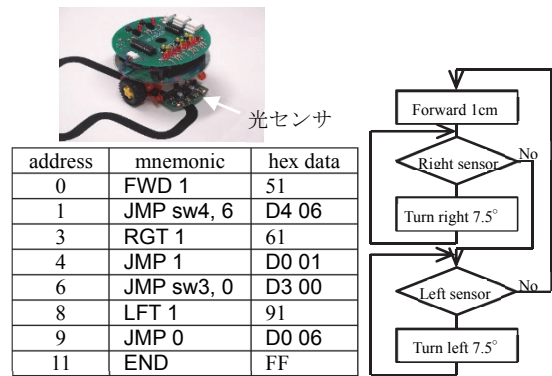 光センサ
address mnemonic hex data
0 FWD 1 51
1 JMP sw4, 6 D4 06
3 RGT 1 61
4 JMP 1 D0 01
6 JMP sw3, 0 D3 00
8 LFT 1 91
9 JMP 0 D0 06
11 END FF
Forward 1cm
Right sensor
No
Turn right 7.5°
Left sensor
No
Turn left 7.5°